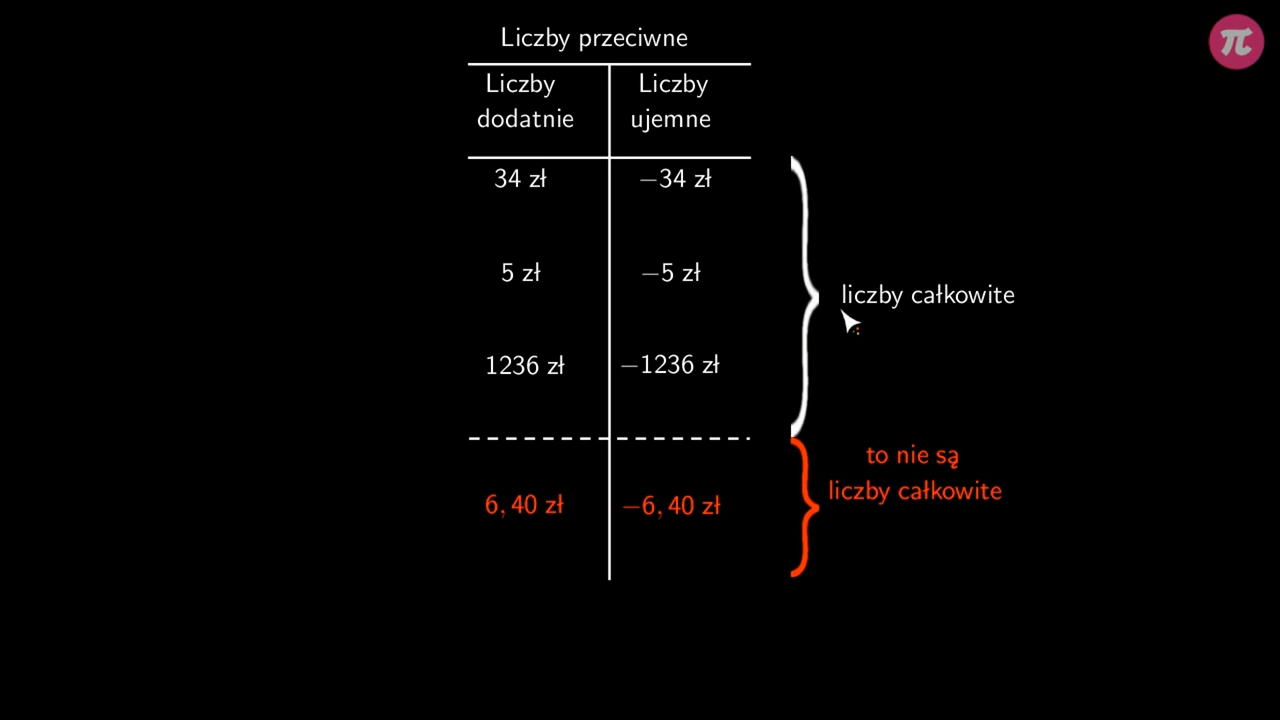 Liczby przeciwne
Liczby dodatnie Liczby ujemne
34 zł −34 zł
5 zł −5 zł
1236 zł −1236 zł
liczby całkowite
6, 40 zł −6, 40 zł
to nie są
liczby całkowite
π